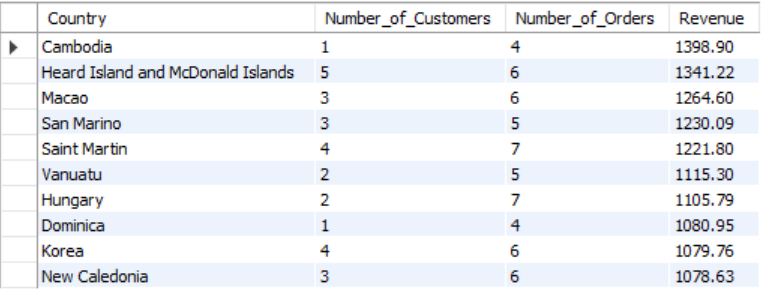 Country Number_of_Customers Number_of_Orders Revenue
Cambodia 1 4 1398.90
Heard Island and McDonald Islands 5 6 1341.22
Macao 3 6 1264.60
San Marino 3 5 1230.09
Saint Martin 4 7 1221.80
Vanuatu 2 5 1115.30
Hungary 2 7 1105.79
Dominica 1 4 1080.95
Korea 4 6 1079.76
New Caledonia 3 6 1078.63